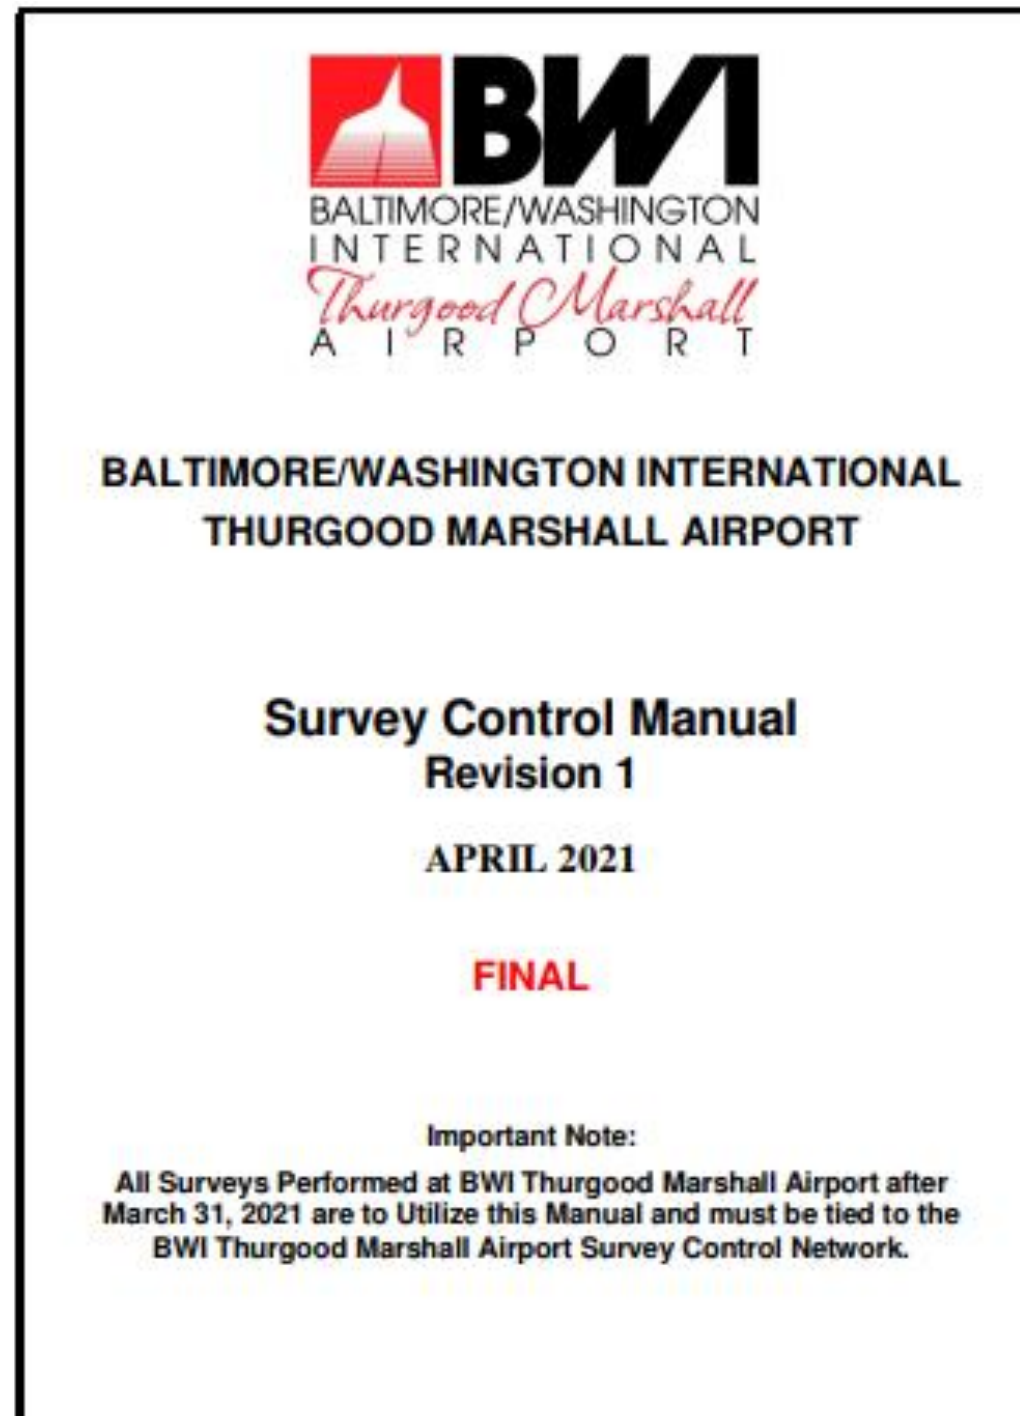 BWI
BALTIMORE/WASHINGTON
INTERNATIONAL
Thurgood Marshall
AIRPORT
BALTIMORE/WASHINGTON INTERNATIONAL
THURGOOD MARSHALL AIRPORT
Survey Control Manual
Revision 1
APRIL 2021
FINAL
Important Note:
All Surveys Performed at BWI Thurgood Marshall Airport after
March 31, 2021 are to Utilize this Manual and must be tied to the
BWI Thurgood Marshall Airport Survey Control Network.